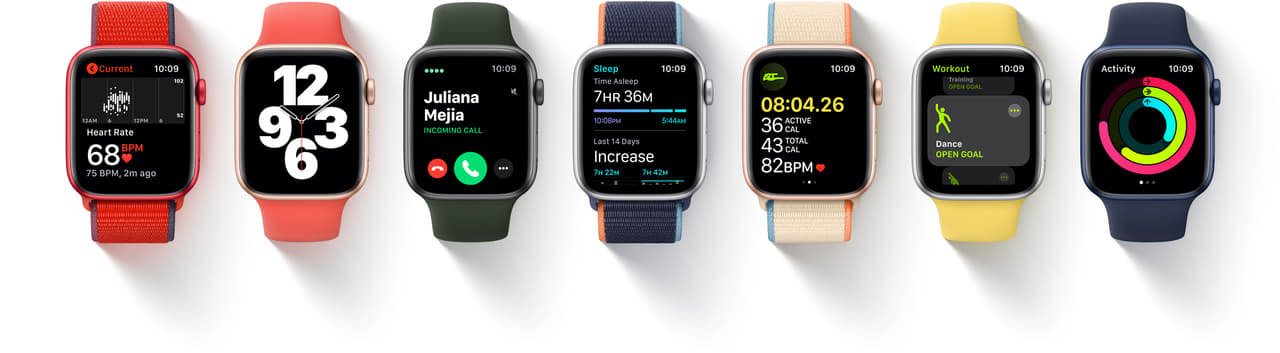 Current 10:09
102
52
12AM 6 12PM 6
Heart Rate
68 BPM
75 BPM, 2m ago
12
9 3
6
10:09
Juliana
Mejia
INCOMING CALL
Sleep 10:09
Time Asleep
7HR 36M
10:08PM 5:44AM
Last 14 Days
Increase
7h 22M 7h 42M
10:09
08:04.26
36 ACTIVE CAL
43 TOTAL CAL
82BPM
Workout 10:09
Training
OPEN GOAL
Dance
OPEN GOAL
Activity 10:09